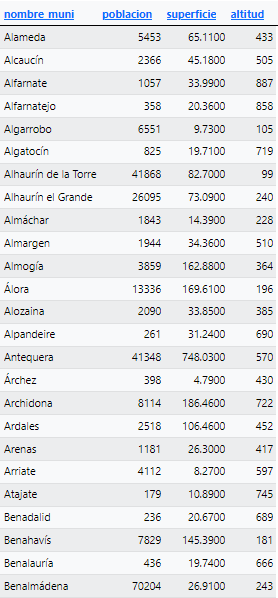 nombre_muni poblacion superficie altitud
Alameda 5453 65.1100 433
Alcaucín 2366 45.1800 505
Alfarnate 1057 33.9900 887
Alfarnatejo 358 20.3600 858
Algarrobo 6551 9.7300 105
Algatocín 825 19.7100 719
Alhaurín de la Torre 41868 82.7000 99
Alhaurín el Grande 26095 73.0900 240
Almáchar 1843 14.3900 228
Almargen 1944 34.3600 510
Almogía 3859 162.8800 364
Álora 13336 169.6100 196
Alozaina 2090 33.8500 385
Alpandeire 261 31.2400 690
Antequera 41348 748.0300 570
Árchez 398 4.7900 430
Archidona 8114 186.4600 722
Ardales 2518 106.4600 452
Arenas 1181 26.3000 417
Arriate 4112 8.2700 597
Atajate 179 10.8900 745
Benadalid 236 20.6700 689
Benahavís 7829 145.3900 181
Benalauría 436 19.7400 666
Benalmádena 70204 26.9100 243